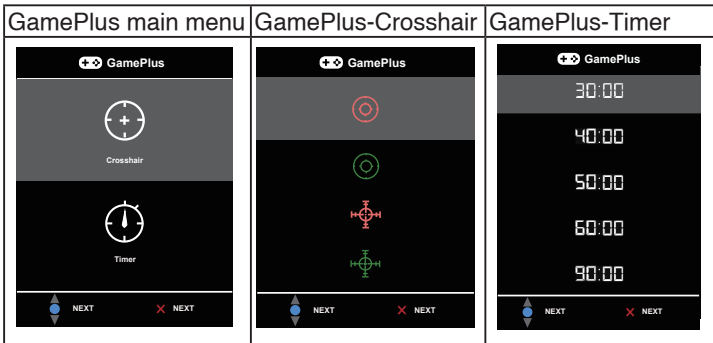 GamePlus main menu
GamePlus
Crosshair
Timer
NEXT NEXT
GamePlus-Crosshair
GamePlus
NEXT NEXT
GamePlus-Timer
GamePlus
30:00
40:00
50:00
60:00
90:00
NEXT NEXT